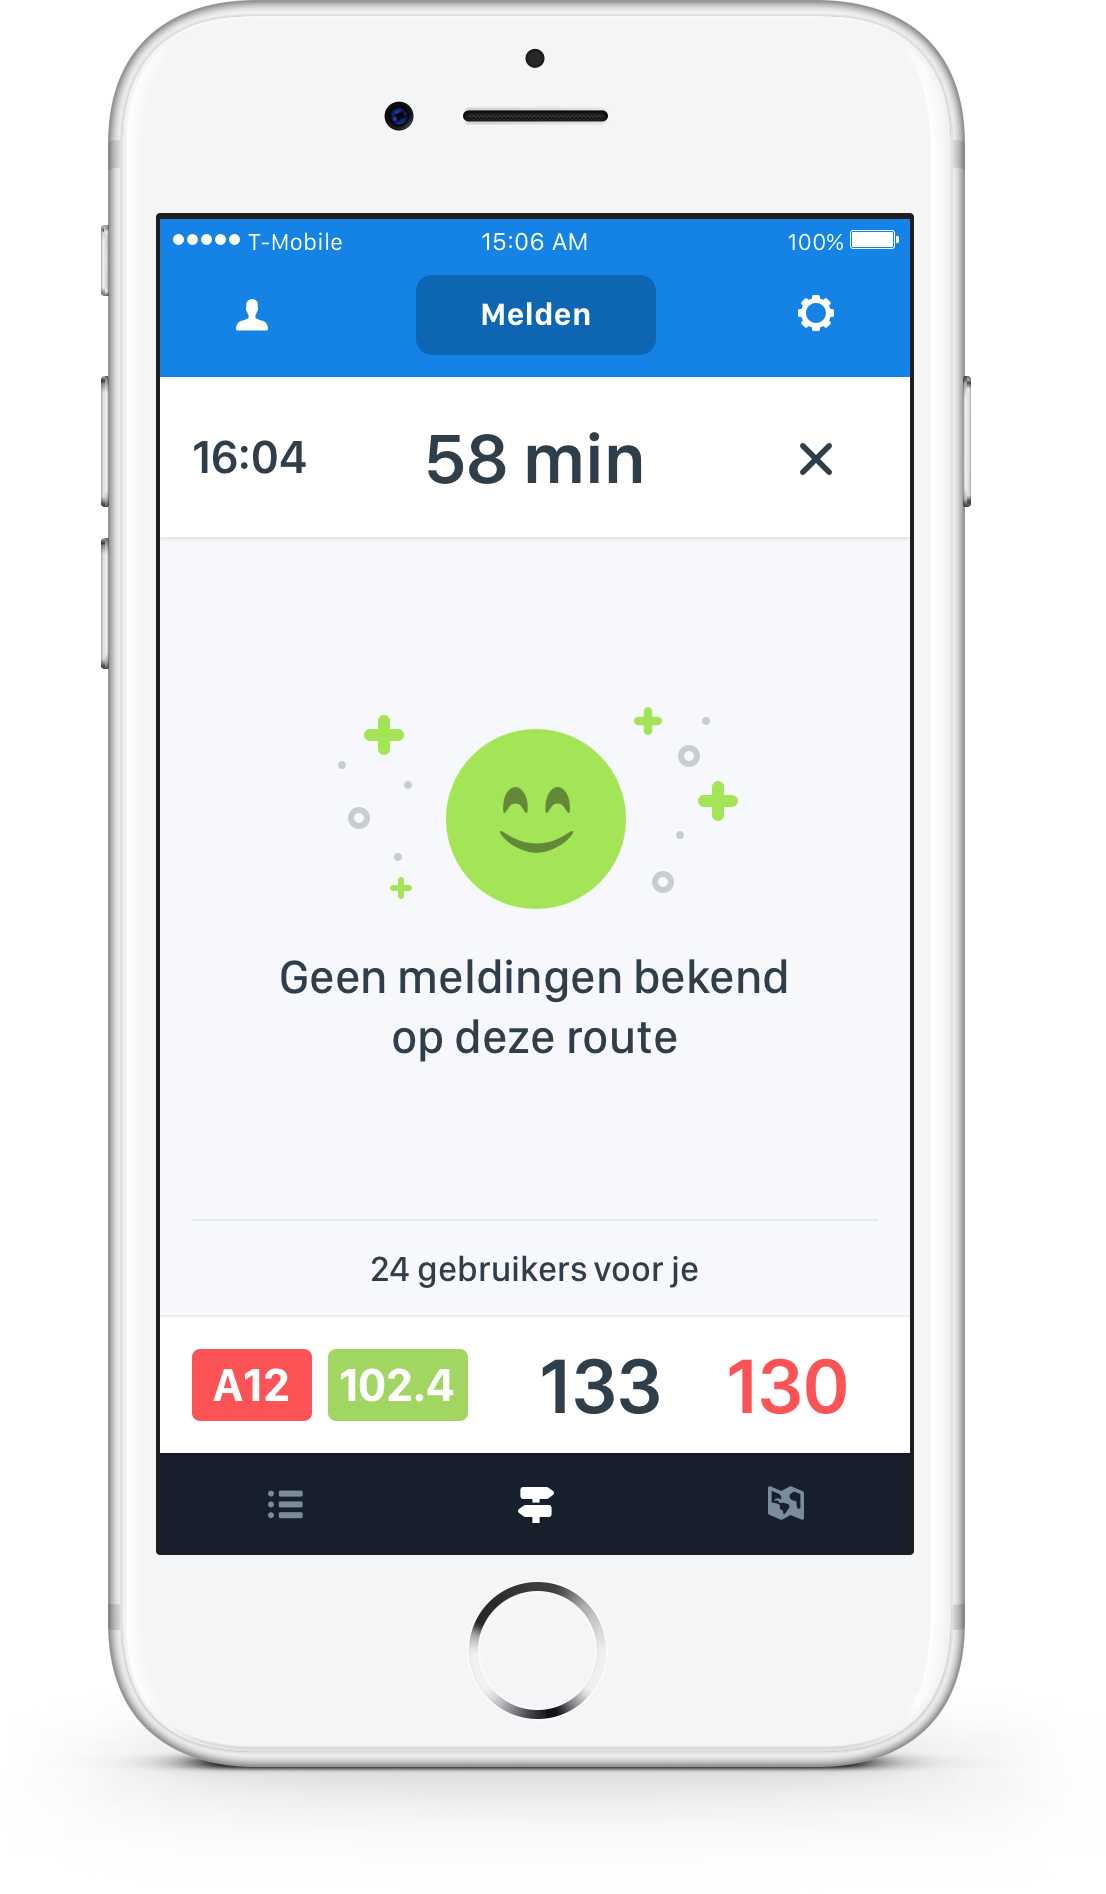 T-Mobile 15:06 AM 100%
Melden
16:04 58 min
Geen meldingen bekend
op deze route
24 gebruikers voor je
A12 102.4 133 130